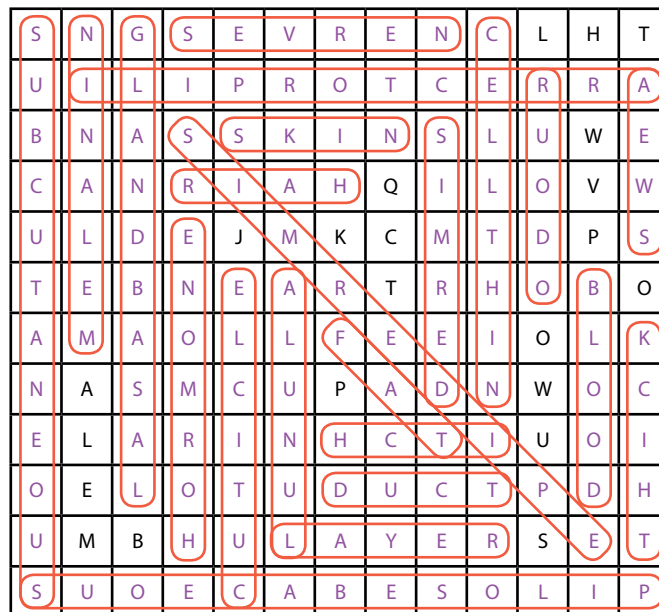 S N G S E V R E N C L H T
U I L I P R O T C E R R A
B N A S S K I N S L U W E
C A N R I A H Q I L O V W
U L D E J M K C M T D P S
T E B N E A R T R H O B O
A M A O L L F E E I O L K
N A S M C U P A D N W O C
E L A R I N H C T I U O I
O E L O T U D U C T P D H
U M B H U L A Y E R S E T
S U O E C A B E S O L I P